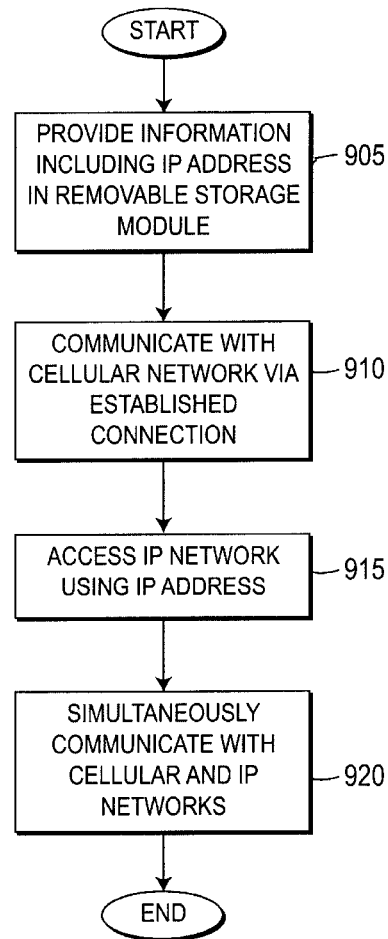 START
PROVIDE INFORMATION
INCLUDING IP ADDRESS
IN REMOVABLE STORAGE
MODULE
905
COMMUNICATE WITH
CELLULAR NETWORK VIA
ESTABLISHED
CONNECTION
910
ACCESS IP NETWORK
USING IP ADDRESS
915
SIMULTANEOUSLY
COMMUNICATE WITH
CELLULAR AND IP
NETWORKS
920
END